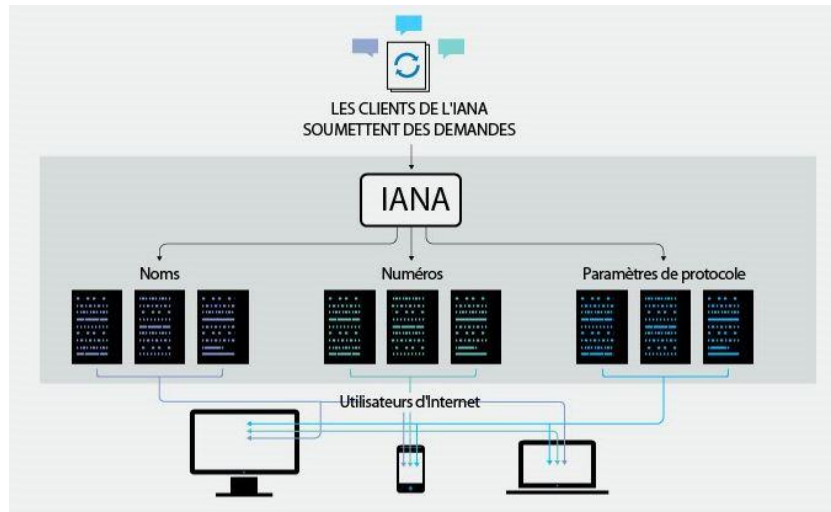 LES CLIENTS DE L'IANA
SOUMETTENT DES DEMANDES
IANA
Noms
Numéros
Paramètres de protocole
Utilisateurs d'Internet